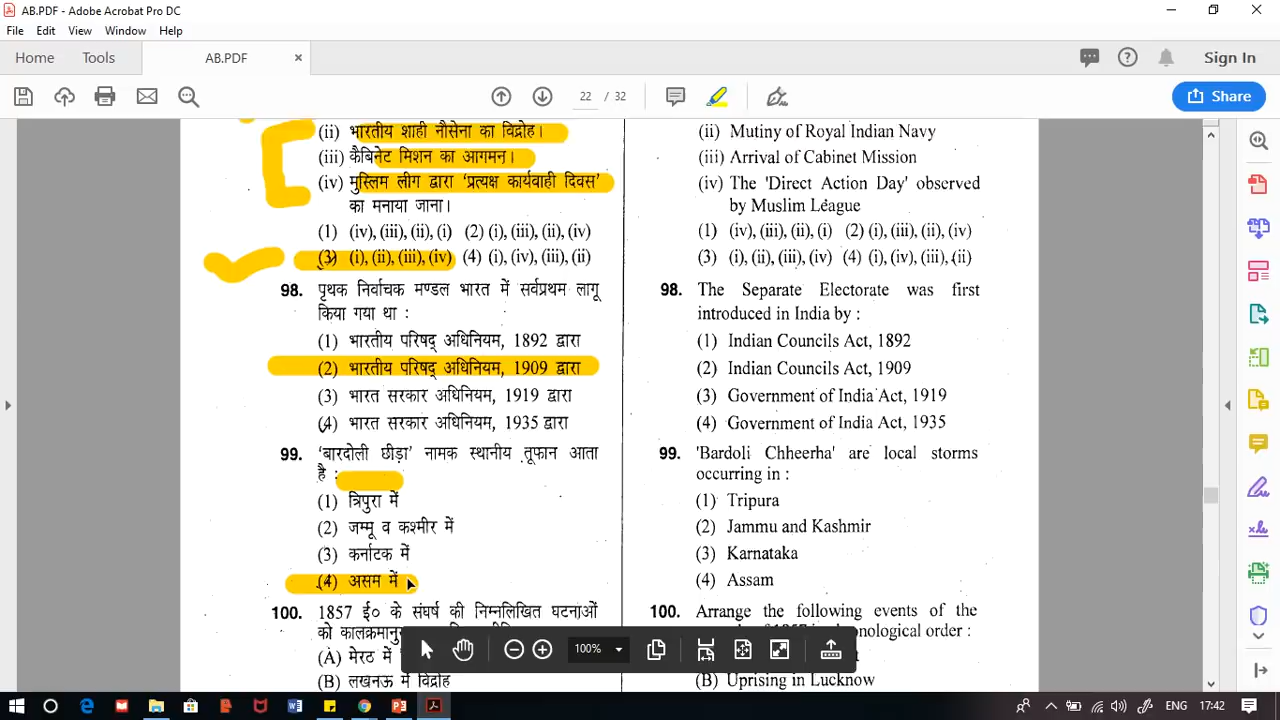 AB.PDF - Adobe Acrobat Pro DC
File Edit View Window Help
Home Tools AB.PDF × Sign In
22 / 32 Share
(ii) भारतीय शाही नौसेना का विद्रोह।
(iii) कैबिनेट मिशन का आगमन।
(iv) मुस्लिम लीग द्वारा 'प्रत्यक्ष कार्यवाही दिवस'
का मनाया जाना।
(1) (iv), (iii), (ii), (i) (2) (i), (iii), (ii), (iv)
(3) (i), (ii), (iii), (iv) (4) (i), (iv), (iii), (ii)
98. पृथक निर्वाचक मण्डल भारत में सर्वप्रथम लागू
किया गया था :
(1) भारतीय परिषद् अधिनियम, 1892 द्वारा
(2) भारतीय परिषद् अधिनियम, 1909 द्वारा
(3) भारत सरकार अधिनियम, 1919 द्वारा
(4) भारत सरकार अधिनियम, 1935 द्वारा
99. 'बारदोली छीड़ा' नामक स्थानीय तूफान आता
है :
(1) त्रिपुरा में
(2) जम्मू व कश्मीर में
(3) कर्नाटक में
(4) असम में
100. 1857 ई० के संघर्ष की निम्नलिखित घटनाओं
को कालक्रमानु
(A) मेरठ में
(B) लखनऊ में विद्रोह
(ii) Mutiny of Royal Indian Navy
(iii) Arrival of Cabinet Mission
(iv) The 'Direct Action Day' observed
by Muslim League
(1) (iv), (iii), (ii), (i) (2) (i), (iii), (ii), (iv)
(3) (i), (ii), (iii), (iv) (4) (i), (iv), (iii), (ii)
98. The Separate Electorate was first
introduced in India by :
(1) Indian Councils Act, 1892
(2) Indian Councils Act, 1909
(3) Government of India Act, 1919
(4) Government of India Act, 1935
99. 'Bardoli Chheerha' are local storms
occurring in :
(1) Tripura
(2) Jammu and Kashmir
(3) Karnataka
(4) Assam
100. Arrange the following events of the
of 1857 in chronological order :
(B) Uprising in Lucknow
100%
ENG 17:42